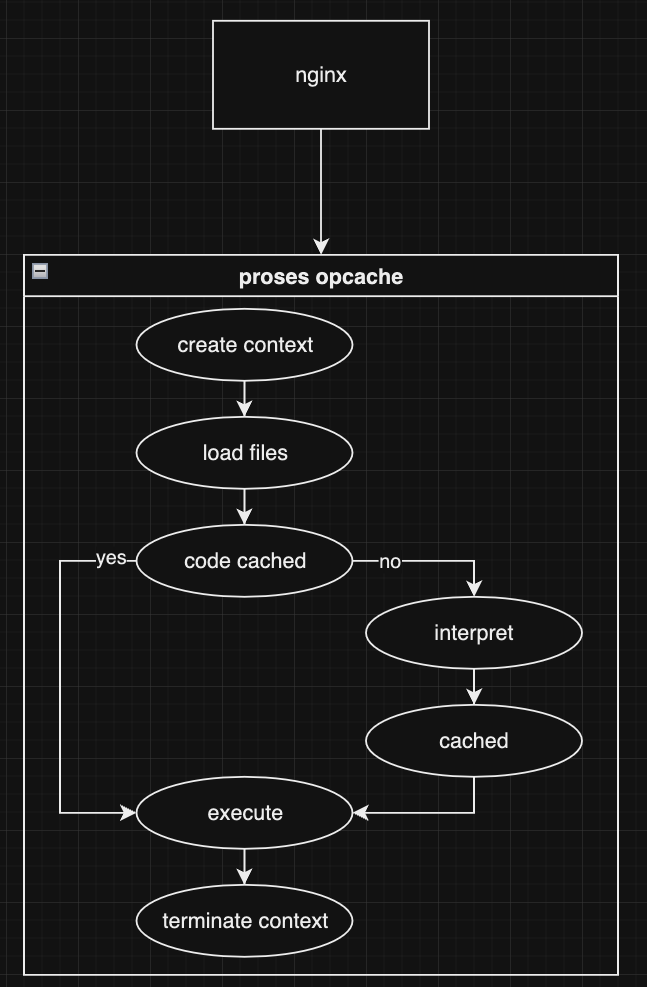 nginx
proses opcache
create context
load files
code cached
yes
no
interpret
cached
execute
terminate context